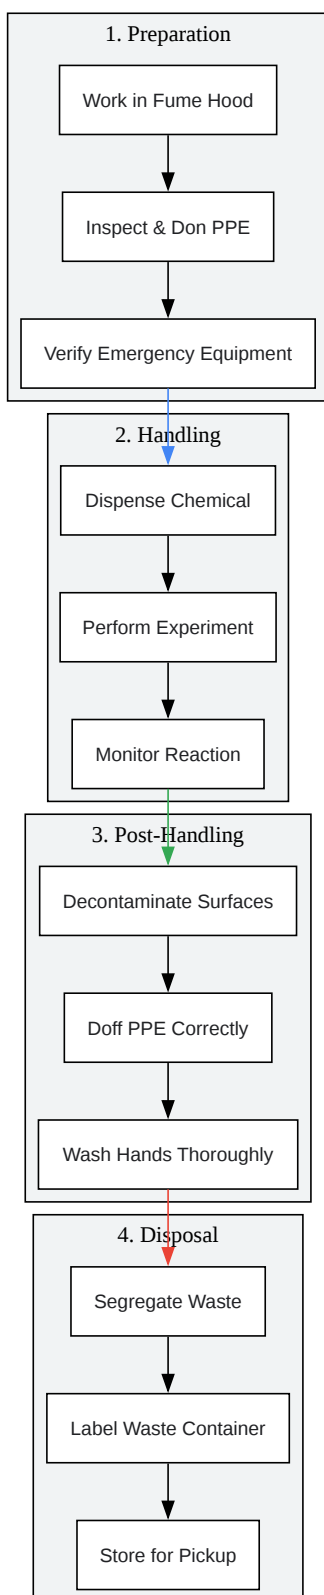 1. Preparation
Work in Fume Hood
Inspect & Don PPE
Verify Emergency Equipment
2. Handling
Dispense Chemical
Perform Experiment
Monitor Reaction
3. Post-Handling
Decontaminate Surfaces
Doff PPE Correctly
Wash Hands Thoroughly
4. Disposal
Segregate Waste
Label Waste Container
Store for Pickup